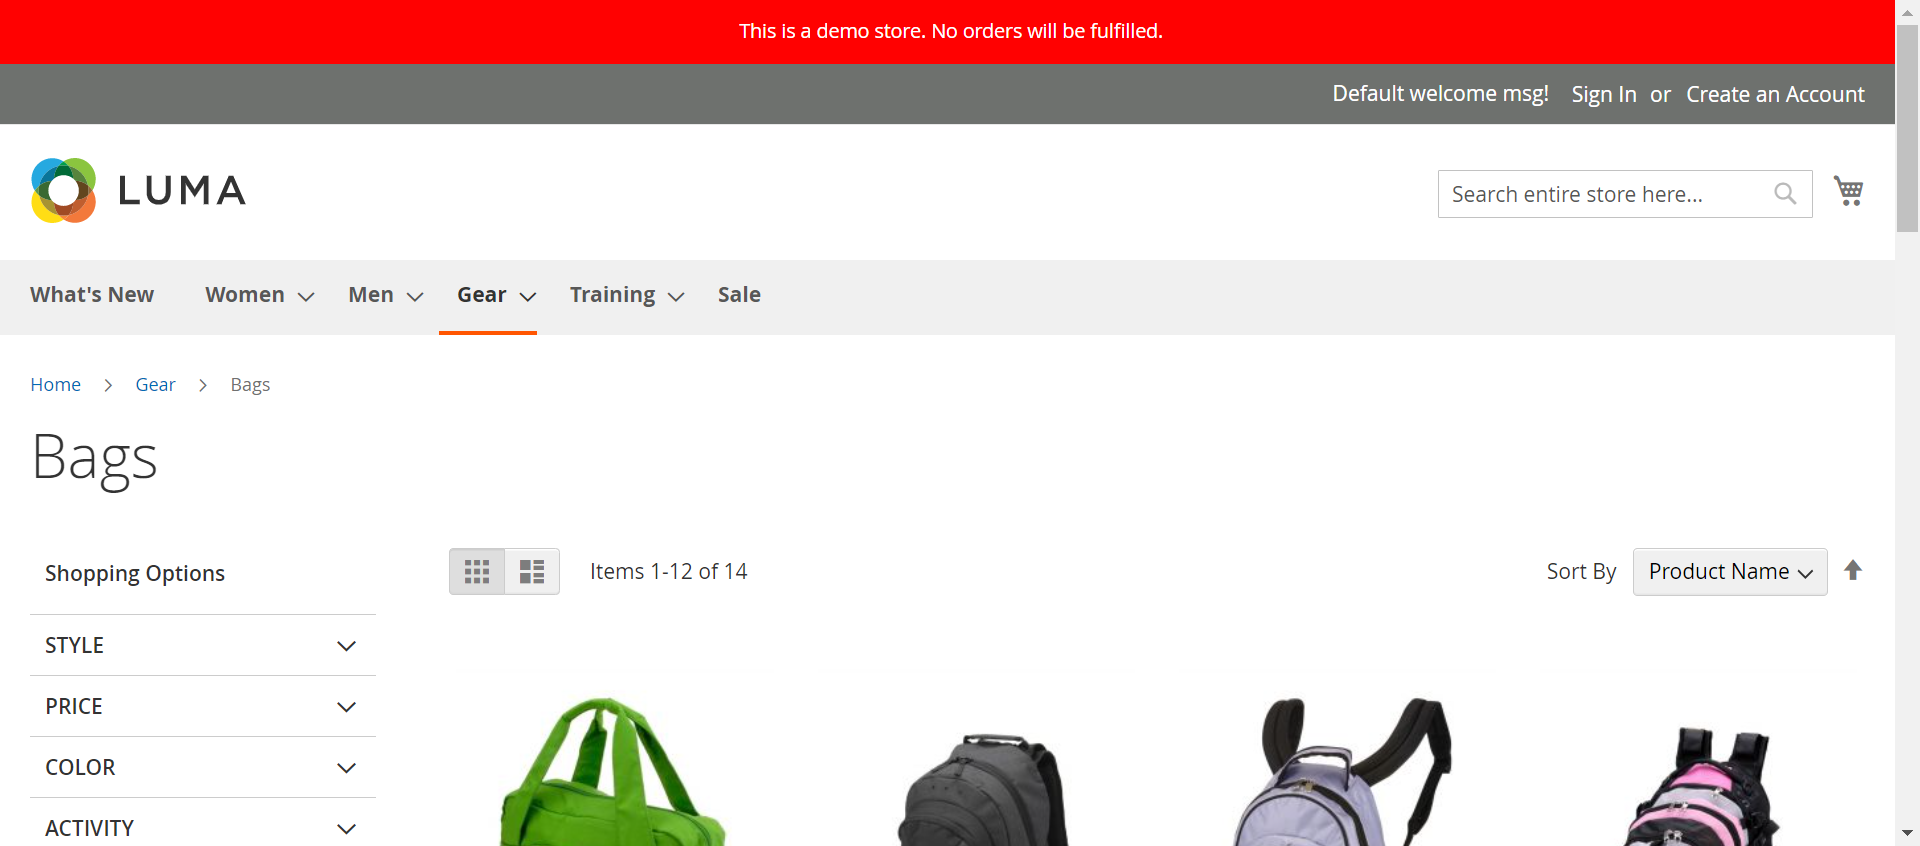 This is a demo store. No orders will be fulfilled.
Default welcome msg! Sign In or Create an Account
LUMA
Search entire store here...
What's New Women Men Gear Training Sale
Home Gear Bags
Bags
Shopping Options
Items 1-12 of 14
Sort By Product Name
STYLE
PRICE
COLOR
ACTIVITY